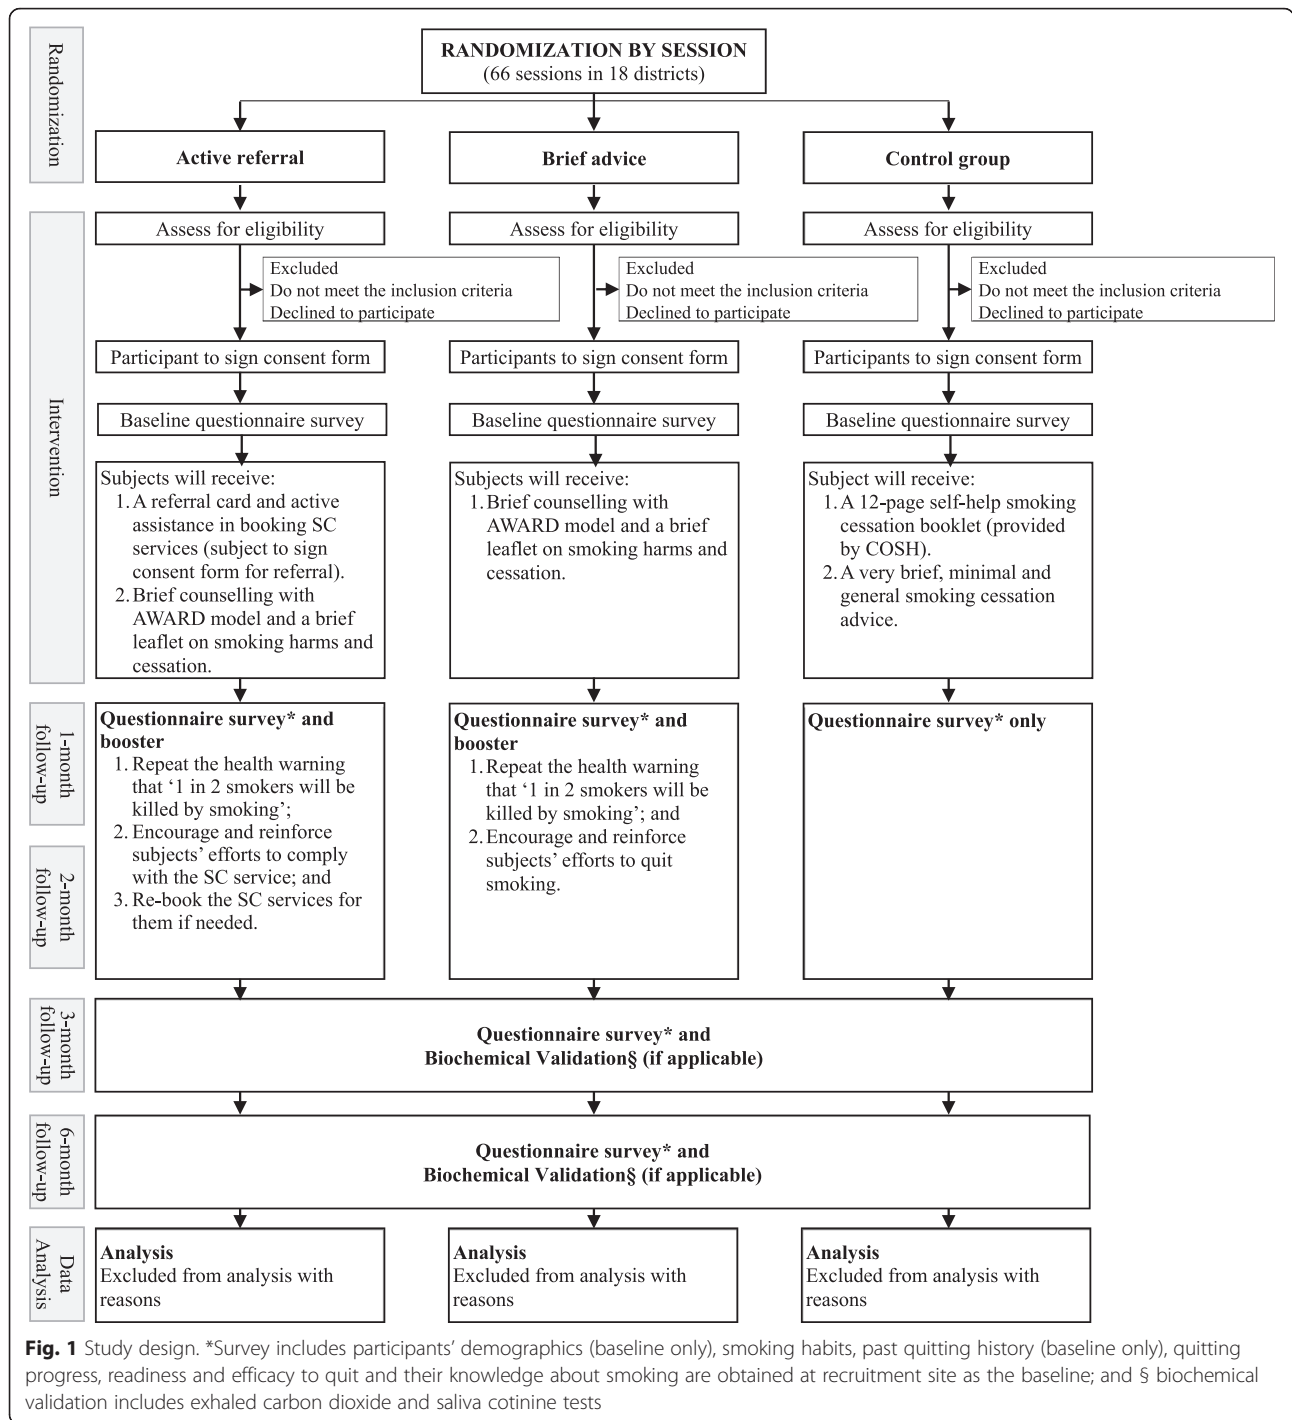 Randomization
RANDOMIZATION BY SESSION
(66 sessions in 18 districts)
Active referral
Brief advice
Control group
Intervention
Assess for eligibility
Assess for eligibility
Assess for eligibility
Excluded
Do not meet the inclusion criteria
Declined to participate
Excluded
Do not meet the inclusion criteria
Declined to participate
Excluded
Do not meet the inclusion criteria
Declined to participate
Participant to sign consent form
Participants to sign consent form
Participants to sign consent form
Baseline questionnaire survey
Baseline questionnaire survey
Baseline questionnaire survey
Subjects will receive:
1. A referral card and active
assistance in booking SC
services (subject to sign
consent form for referral).
2. Brief counselling with
AWARD model and a brief
leaflet on smoking harms and
cessation.
Subjects will receive:
1. Brief counselling with
AWARD model and a brief
leaflet on smoking harms and
cessation.
Subject will receive:
1. A 12-page self-help smoking
cessation booklet (provided
by COSH).
2. A very brief, minimal and
general smoking cessation
advice.
1-month
follow-up
2-month
follow-up
Questionnaire survey* and
booster
1. Repeat the health warning
that ‘1 in 2 smokers will be
killed by smoking’;
2. Encourage and reinforce
subjects’ efforts to comply
with the SC service; and
3. Re-book the SC services for
them if needed.
Questionnaire survey* and
booster
1. Repeat the health warning
that ‘1 in 2 smokers will be
killed by smoking’; and
2. Encourage and reinforce
subjects’ efforts to quit
smoking.
Questionnaire survey* only
3-month
follow-up
Questionnaire survey* and
Biochemical Validation§ (if applicable)
6-month
follow-up
Questionnaire survey* and
Biochemical Validation§ (if applicable)
Data
Analysis
Analysis
Excluded from analysis with
reasons
Analysis
Excluded from analysis with
reasons
Analysis
Excluded from analysis with
reasons
Fig. 1 Study design. *Survey includes participants’ demographics (baseline only), smoking habits, past quitting history (baseline only), quitting
progress, readiness and efficacy to quit and their knowledge about smoking are obtained at recruitment site as the baseline; and § biochemical
validation includes exhaled carbon dioxide and saliva cotinine tests